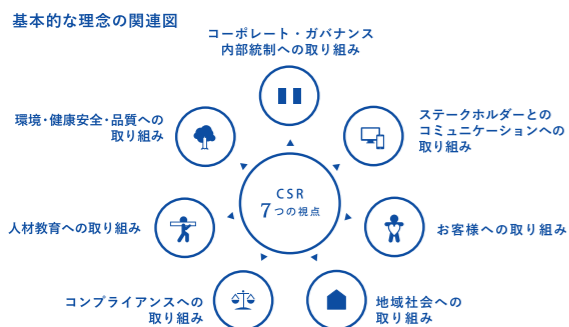 基本的な理念の関連図
コーポレート・ガバナンス
内部統制への取り組み
ステークホルダーとの
コミュニケーションへの
取り組み
お客様への取り組み
地域社会への
取り組み
コンプライアンスへの
取り組み
人材教育への取り組み
環境・健康安全・品質への
取り組み
CSR
7つの視点